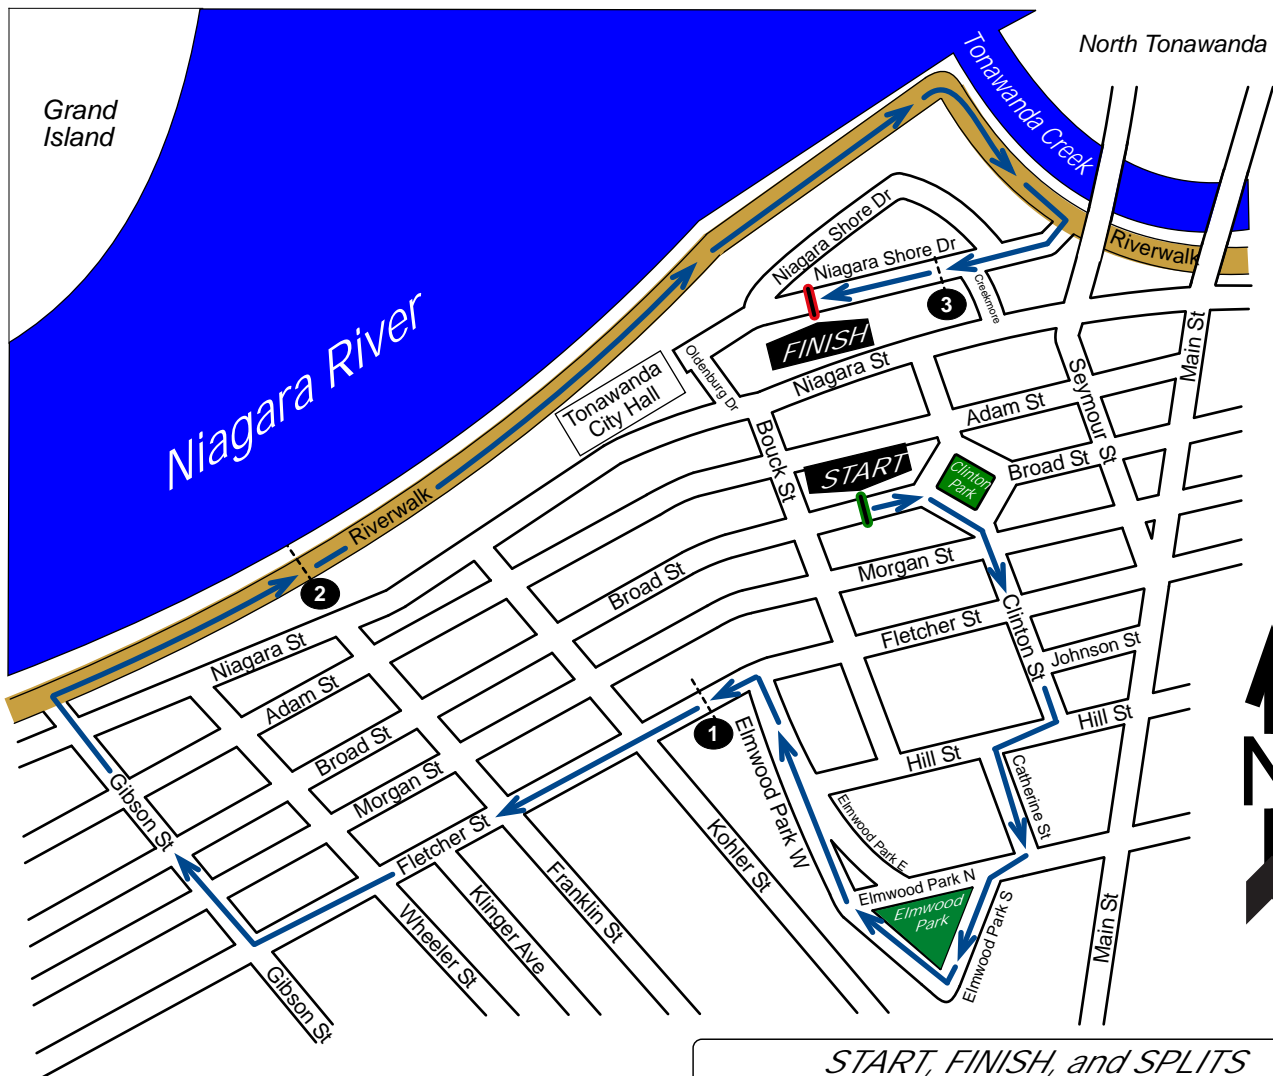 North Tonawanda
Grand
Island
Tonawanda Creek
Riverwalk
Niagara Shore Dr
Niagara Shore Dr
Creekmore
3
FINISH
Niagara River
Main St
Seymour St
Oldenburg Dr
Niagara St
Tonawanda
City Hall
Adam St
Bouck St
START
Clinton
Park
Broad St
Riverwalk
2
Morgan St
Broad St
Clinton St
Fletcher St
Johnson St
Niagara St
Adam St
Broad St
Morgan St
Fletcher St
1
Hill St
Hill St
Catherine St
Elmwood Park W
Elmwood Park E
Elmwood Park N
Elmwood
Park
Elmwood Park S
Gibson St
Kohler St
Franklin St
Klinger Ave
Wheeler St
Gibson St
Main St
N
START, FINISH, and SPLITS